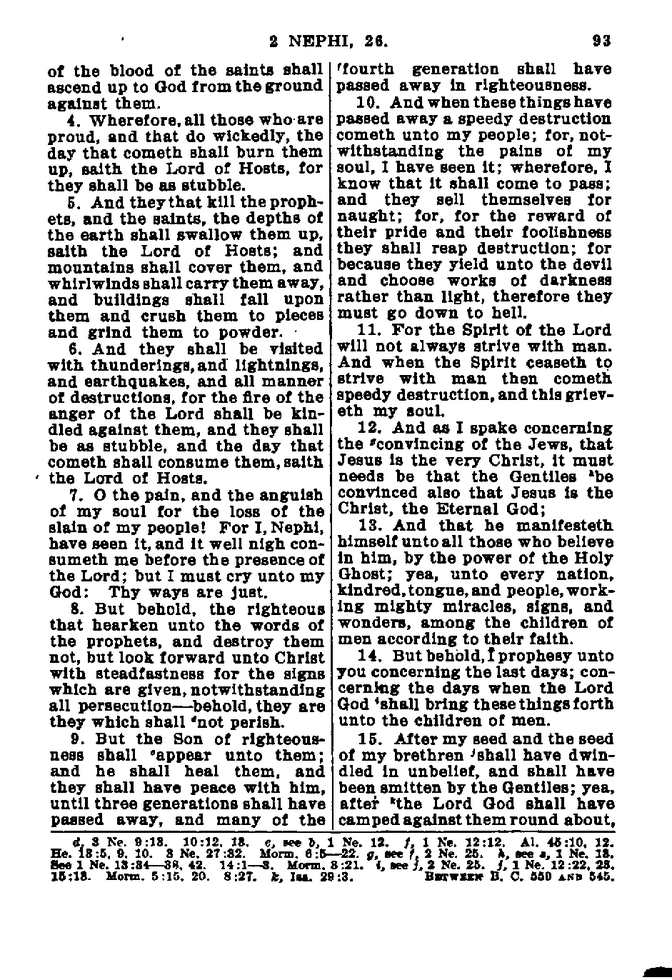 2 NEPHI, 26. 93
of the blood of the saints shall
ascend up to God from the ground
against them.
4. Wherefore, all those who are
proud, and that do wickedly, the
day that cometh shall burn them
up, saith the Lord of Hosts, for
they shall be as stubble.
5. And they that kill the proph-
ets, and the saints, the depths of
the earth shall swallow them up,
saith the Lord of Hosts; and
mountains shall cover them, and
whirlwinds shall carry them away,
and buildings shall fall upon
them and crush them to pieces
and grind them to powder.
6. And they shall be visited
with thunderings, and lightnings,
and earthquakes, and all manner
of destructions, for the fire of the
anger of the Lord shall be kin-
dled against them, and they shall
be as stubble, and the day that
cometh shall consume them, saith
the Lord of Hosts.
7. O the pain, and the anguish
of my soul for the loss of the
slain of my people! For I, Nephi,
have seen it, and it well nigh con-
sumeth me before the presence of
the Lord; but I must cry unto my
God: Thy ways are just.
8. But behold, the righteous
that hearken unto the words of
the prophets, and destroy them
not, but look forward unto Christ
with steadfastness for the signs
which are given, notwithstanding
all persecution—behold, they are
they which shall dnot perish.
9. But the Son of righteous-
ness shall eappear unto them;
and he shall heal them, and
they shall have peace with him,
until three generations shall have
passed away, and many of the
ffourth generation shall have
passed away in righteousness.
10. And when these things have
passed away a speedy destruction
cometh unto my people; for, not-
withstanding the pains of my
soul, I have seen it; wherefore, I
know that it shall come to pass;
and they sell themselves for
naught; for, for the reward of
their pride and their foolishness
they shall reap destruction; for
because they yield unto the devil
and choose works of darkness
rather than light, therefore they
must go down to hell.
11. For the Spirit of the Lord
will not always strive with man.
And when the Spirit ceaseth to
strive with man then cometh
speedy destruction, and this griev-
eth my soul.
12. And as I spake concerning
the gconvincing of the Jews, that
Jesus is the very Christ, it must
needs be that the Gentiles hbe
convinced also that Jesus is the
Christ, the Eternal God;
13. And that he manifesteth
himself unto all those who believe
in him, by the power of the Holy
Ghost; yea, unto every nation,
kindred, tongue, and people, work-
ing mighty miracles, signs, and
wonders, among the children of
men according to their faith.
14. But behold, I prophesy unto
you concerning the last days; con-
cerning the days when the Lord
God ishall bring these things forth
unto the children of men.
15. After my seed and the seed
of my brethren jshall have dwin-
dled in unbelief, and shall have
been smitten by the Gentiles; yea,
after kthe Lord God shall have
camped against them round about,
d, 3 Ne. 9:13. 10:12, 13. e, see b, 1 Ne. 12. f, 1 Ne. 12:12. Al. 45:10, 12.
He. 13:5, 9, 10. 3 Ne. 27:32. Morm. 6:5—22. g, see f, 2 Ne. 25. h, see a, 1 Ne. 13.
See 1 Ne. 13:34—39, 42. 14:1—3. Morm. 3:21. i, see j, 2 Ne. 25. j, 1 Ne. 12:22, 23.
15:13. Morm. 5:15, 20. 8:27. k, Isa. 29:3. BETWEEN B. C. 559 AND 545.